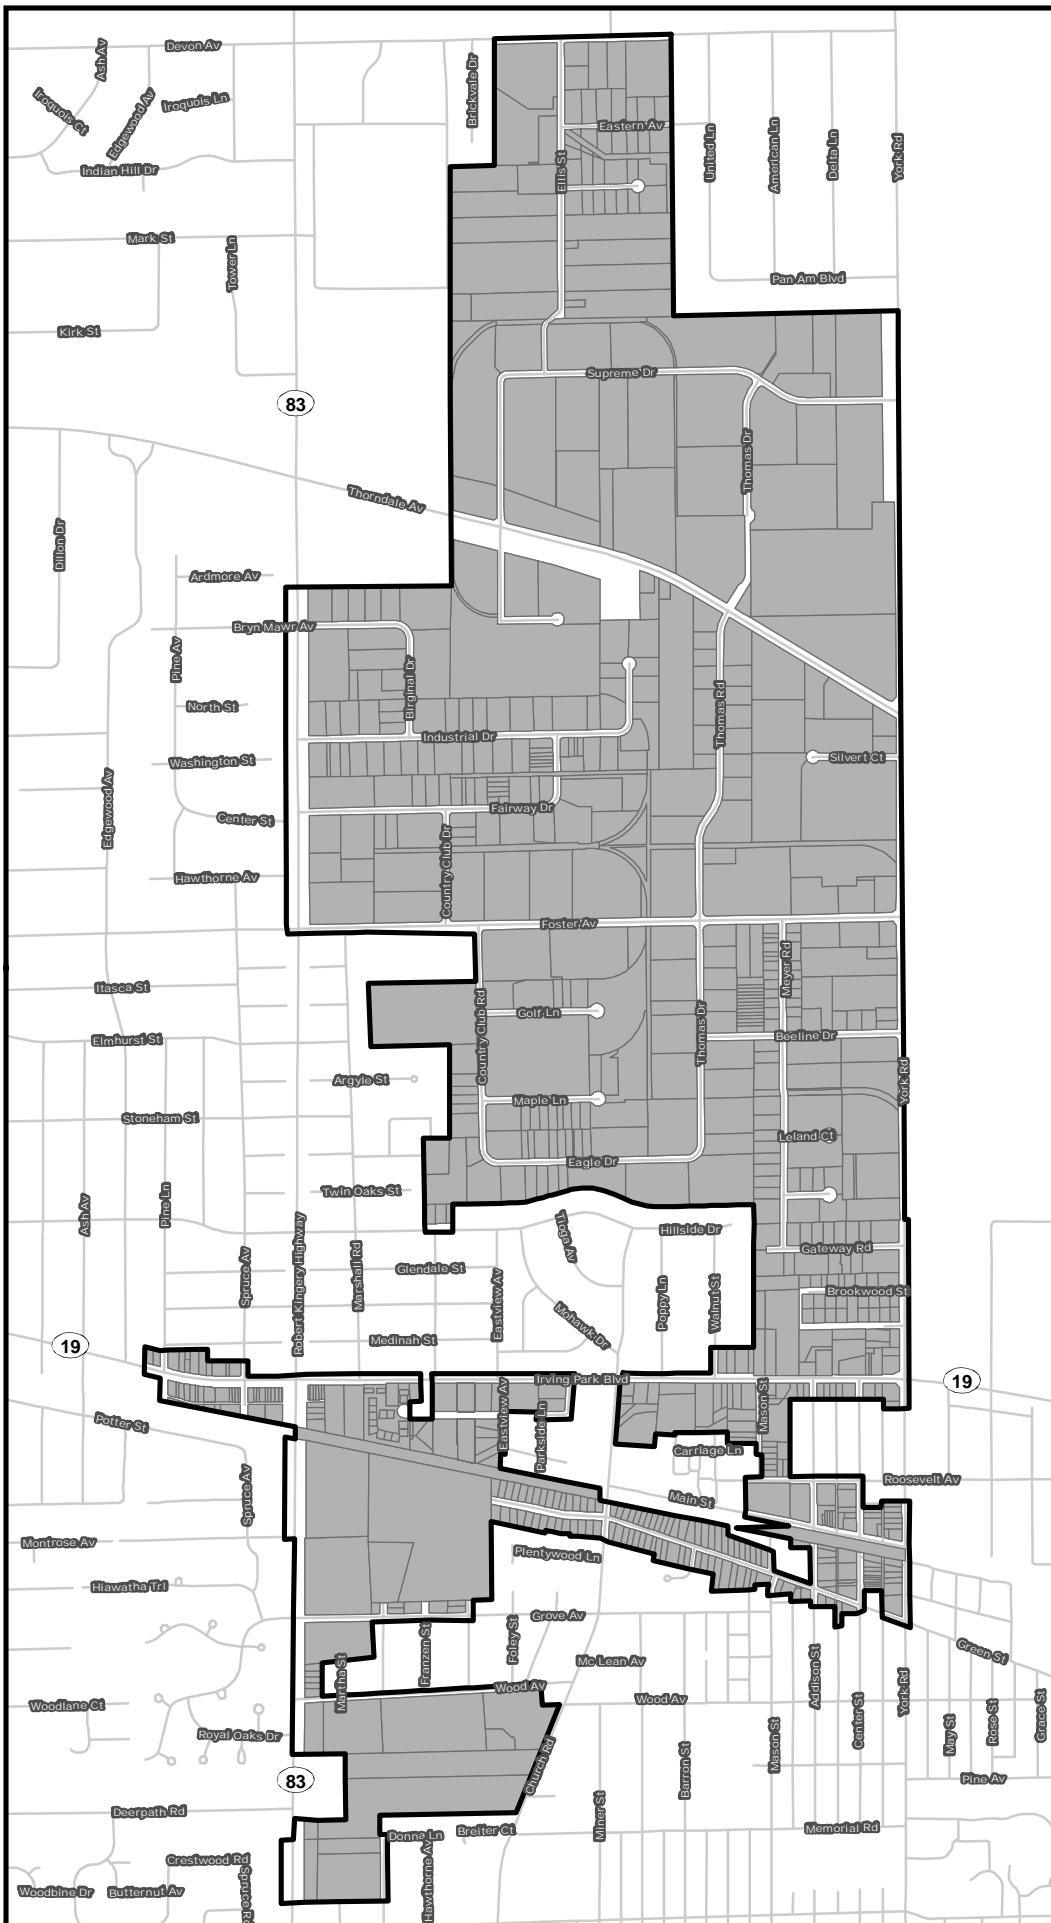 Devon Av
Ash Av
Brickvale Dr
Iroquois Ct
Edgewood Av
Iroquois Ln
Eastern Av
United Ln
American Ln
Delta Ln
York Rd
Indian Hill Dr
Ellis St
Mark St
Tower Ln
Pan Am Blvd
Kirk St
Supreme Dr
83
Thomas Dr
Thorndale Av
Dillon Dr
Ardmore Av
Bryn Mawr Av
Pine Av
Birginal Dr
North St
Thomas Rd
Industrial Dr
Washington St
Silvert Ct
Edgewood Av
Fairway Dr
Center St
Country Club Dr
Hawthorne Av
Foster Av
Meyer Rd
Itasca St
Country Club Rd
Golf Ln
Thomas Dr
Elmhurst St
Beeline Dr
Argyle St
York Rd
Maple Ln
Stoneham St
Leland Ct
Eagle Dr
Twin Oaks St
Ash Av
Pine Ln
Tioga Av
Hillside Dr
Gateway Rd
Spruce Av
Robert Kingery Highway
Marshall Rd
Glendale St
Eastview Av
Poppy Ln
Walnut St
Brookwood St
Mohawk Dr
Medinah St
19
Irving Park Blvd
19
Mason St
Eastview Av
Parkside Ln
Potter St
Carriage Ln
Roosevelt Av
Spruce Av
Main St
Montrose Av
Plentywood Ln
Hiawatha Trl
Grove Av
Franzen St
Foley St
Green St
Mc Lean Av
Martha St
Addison St
Wood Av
Wood Av
York Rd
Woodlane Ct
Center St
Grace St
Royal Oaks Dr
May St
Rose St
Mason St
Church Rd
Barron St
83
Pine Av
Deerpath Rd
Miner St
Donna Ln
Breiter Ct
Memorial Rd
Crestwood Rd
Hawthorne Av
Woodbine Dr
Butternut Av
Spruce Rd